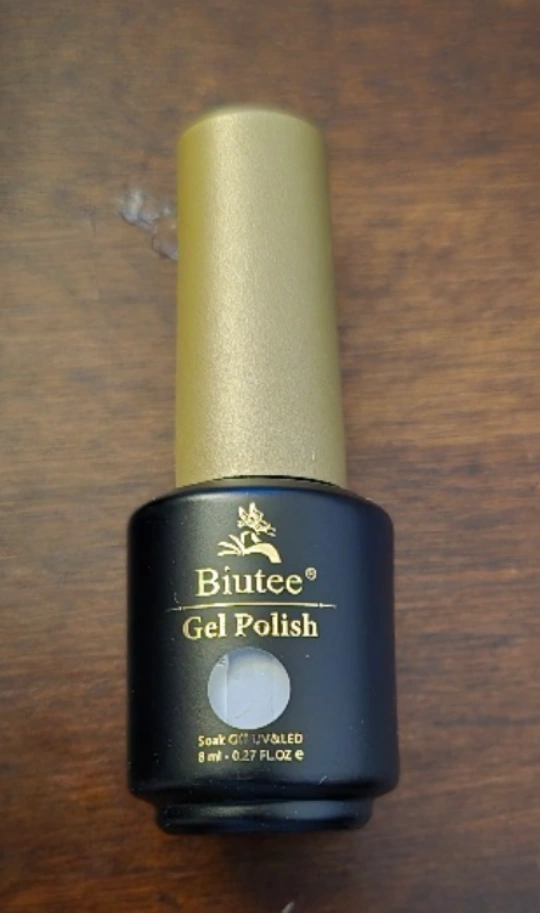 Biutee®
Gel Polish
Soak Off UV&LED
8 ml - 0.27 FL.OZ e